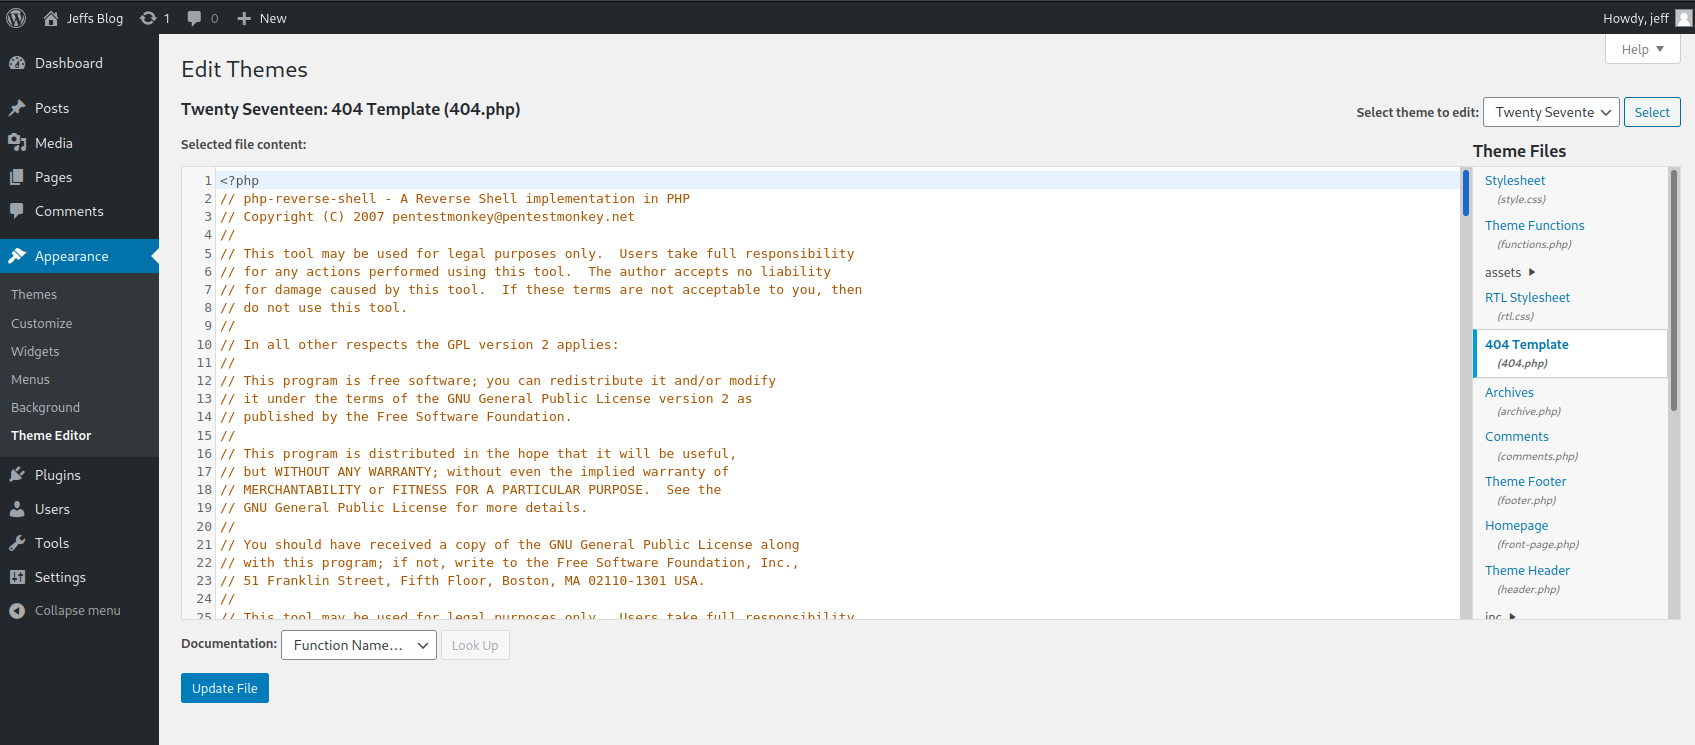 Jeffs Blog 1 0 New Howdy, jeff
Help
Dashboard
Posts
Media
Pages
Comments
Appearance
Themes
Customize
Widgets
Menus
Background
Theme Editor
Plugins
Users
Tools
Settings
Collapse menu
Edit Themes
Twenty Seventeen: 404 Template (404.php)
Select theme to edit: Twenty Sevente Select
Selected file content:
1 <?php
2 // php-reverse-shell - A Reverse Shell implementation in PHP
3 // Copyright (C) 2007 pentestmonkey@pentestmonkey.net
4 //
5 // This tool may be used for legal purposes only.  Users take full responsibility
6 // for any actions performed using this tool.  The author accepts no liability
7 // for damage caused by this tool.  If these terms are not acceptable to you, then
8 // do not use this tool.
9 //
10 // In all other respects the GPL version 2 applies:
11 //
12 // This program is free software; you can redistribute it and/or modify
13 // it under the terms of the GNU General Public License version 2 as
14 // published by the Free Software Foundation.
15 //
16 // This program is distributed in the hope that it will be useful,
17 // but WITHOUT ANY WARRANTY; without even the implied warranty of
18 // MERCHANTABILITY or FITNESS FOR A PARTICULAR PURPOSE.  See the
19 // GNU General Public License for more details.
20 //
21 // You should have received a copy of the GNU General Public License along
22 // with this program; if not, write to the Free Software Foundation, Inc.,
23 // 51 Franklin Street, Fifth Floor, Boston, MA 02110-1301 USA.
24 //
25 // This tool may be used for legal purposes only.  Users take full responsibility
Theme Files
Stylesheet
(style.css)
Theme Functions
(functions.php)
assets
RTL Stylesheet
(rtl.css)
404 Template
(404.php)
Archives
(archive.php)
Comments
(comments.php)
Theme Footer
(footer.php)
Homepage
(front-page.php)
Theme Header
(header.php)
inc
Documentation: Function Name... Look Up
Update File